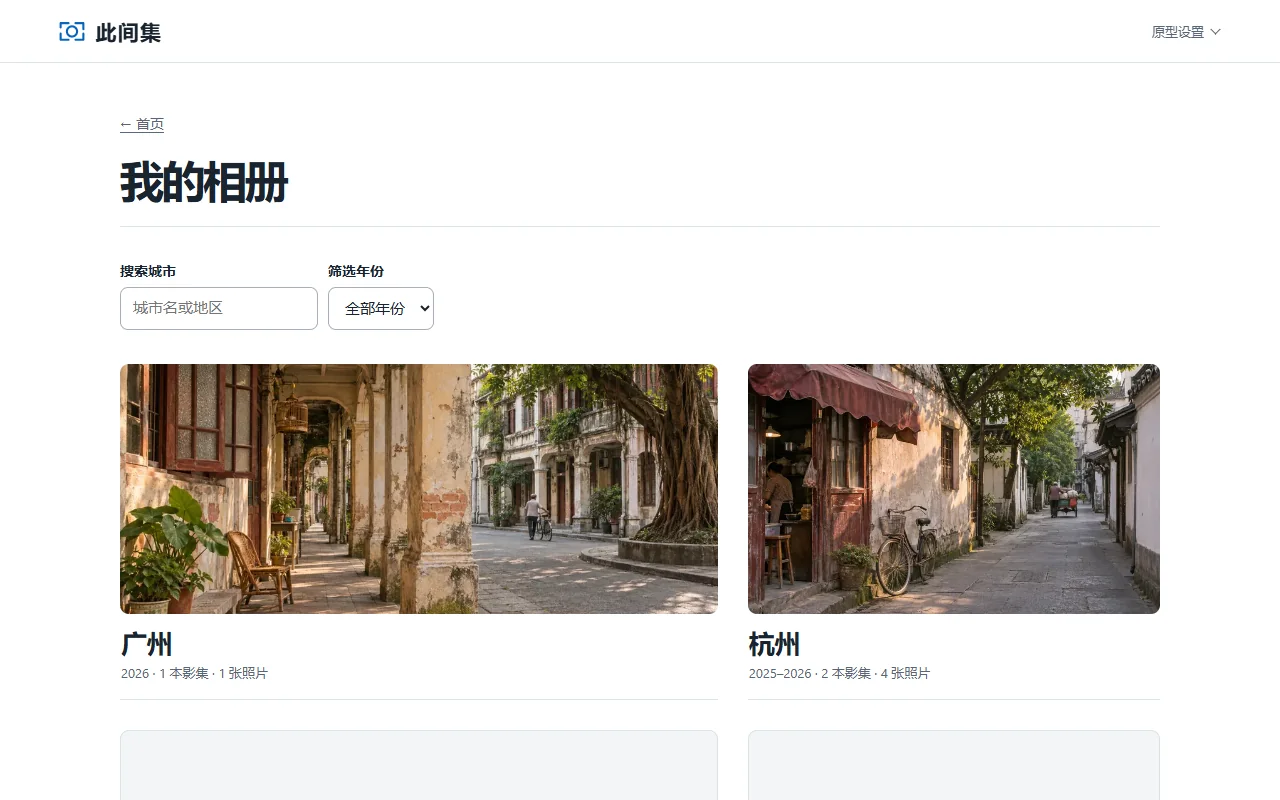 此间集
原型设置
← 首页
我的相册
搜索城市
筛选年份
城市名或地区
全部年份
广州
2026 · 1 本影集 · 1 张照片
杭州
2025–2026 · 2 本影集 · 4 张照片